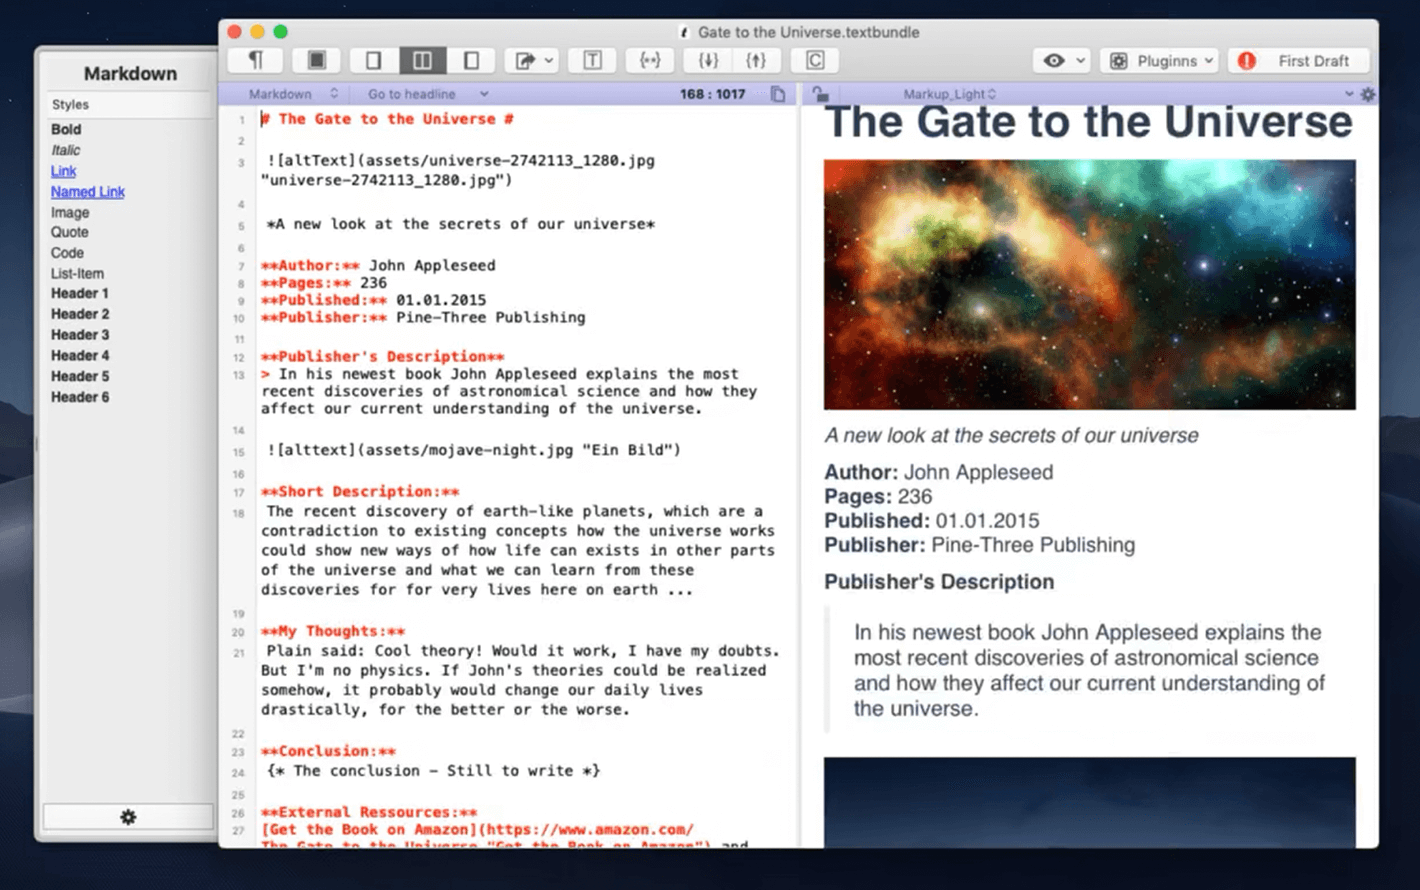 Gate to the Universe.textbundle
Pluginns
First Draft
Markdown
Styles
Bold
Italic
Link
Named Link
Image
Quote
Code
List-Item
Header 1
Header 2
Header 3
Header 4
Header 5
Header 6
Markdown
Go to headline
168 : 1017
1 # The Gate to the Universe #
2
3 ![altText](assets/universe-2742113_1280.jpg
"universe-2742113_1280.jpg")
4
5 *A new look at the secrets of our universe*
6
7 **Author:** John Appleseed
8 **Pages:** 236
9 **Published:** 01.01.2015
10 **Publisher:** Pine-Three Publishing
11
12 **Publisher's Description**
13 > In his newest book John Appleseed explains the most
recent discoveries of astronomical science and how they
affect our current understanding of the universe.
14
15 ![alttext](assets/mojave-night.jpg "Ein Bild")
16
17 **Short Description:**
18 The recent discovery of earth-like planets, which are a
contradiction to existing concepts how the universe works
could show new ways of how life can exists in other parts
of the universe and what we can learn from these
discoveries for for very lives here on earth ...
19
20 **My Thoughts:**
21 Plain said: Cool theory! Would it work, I have my doubts.
But I'm no physics. If John's theories could be realized
somehow, it probably would change our daily lives
drastically, for the better or the worse.
22
23 **Conclusion:**
24 {* The conclusion - Still to write *}
25
26 **External Ressources:**
27 [Get the Book on Amazon](https://www.amazon.com/
The Gate to the Universe "Get the Book on Amazon") and
Markup_Light
The Gate to the Universe
A new look at the secrets of our universe
Author: John Appleseed
Pages: 236
Published: 01.01.2015
Publisher: Pine-Three Publishing
Publisher's Description
In his newest book John Appleseed explains the
most recent discoveries of astronomical science
and how they affect our current understanding of
the universe.